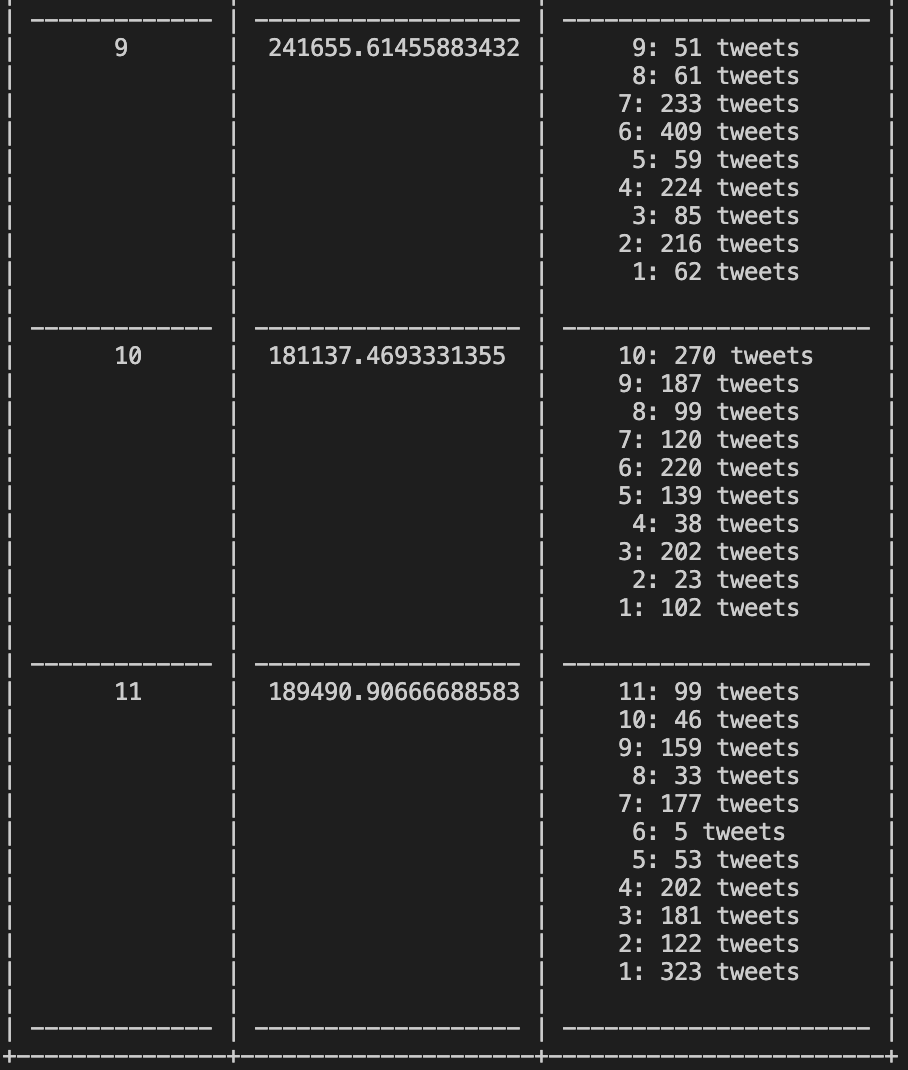 9 241655.61455883432 9: 51 tweets
8: 61 tweets
7: 233 tweets
6: 409 tweets
5: 59 tweets
4: 224 tweets
3: 85 tweets
2: 216 tweets
1: 62 tweets
10 181137.4693331355 10: 270 tweets
9: 187 tweets
8: 99 tweets
7: 120 tweets
6: 220 tweets
5: 139 tweets
4: 38 tweets
3: 202 tweets
2: 23 tweets
1: 102 tweets
11 189490.90666688583 11: 99 tweets
10: 46 tweets
9: 159 tweets
8: 33 tweets
7: 177 tweets
6: 5 tweets
5: 53 tweets
4: 202 tweets
3: 181 tweets
2: 122 tweets
1: 323 tweets